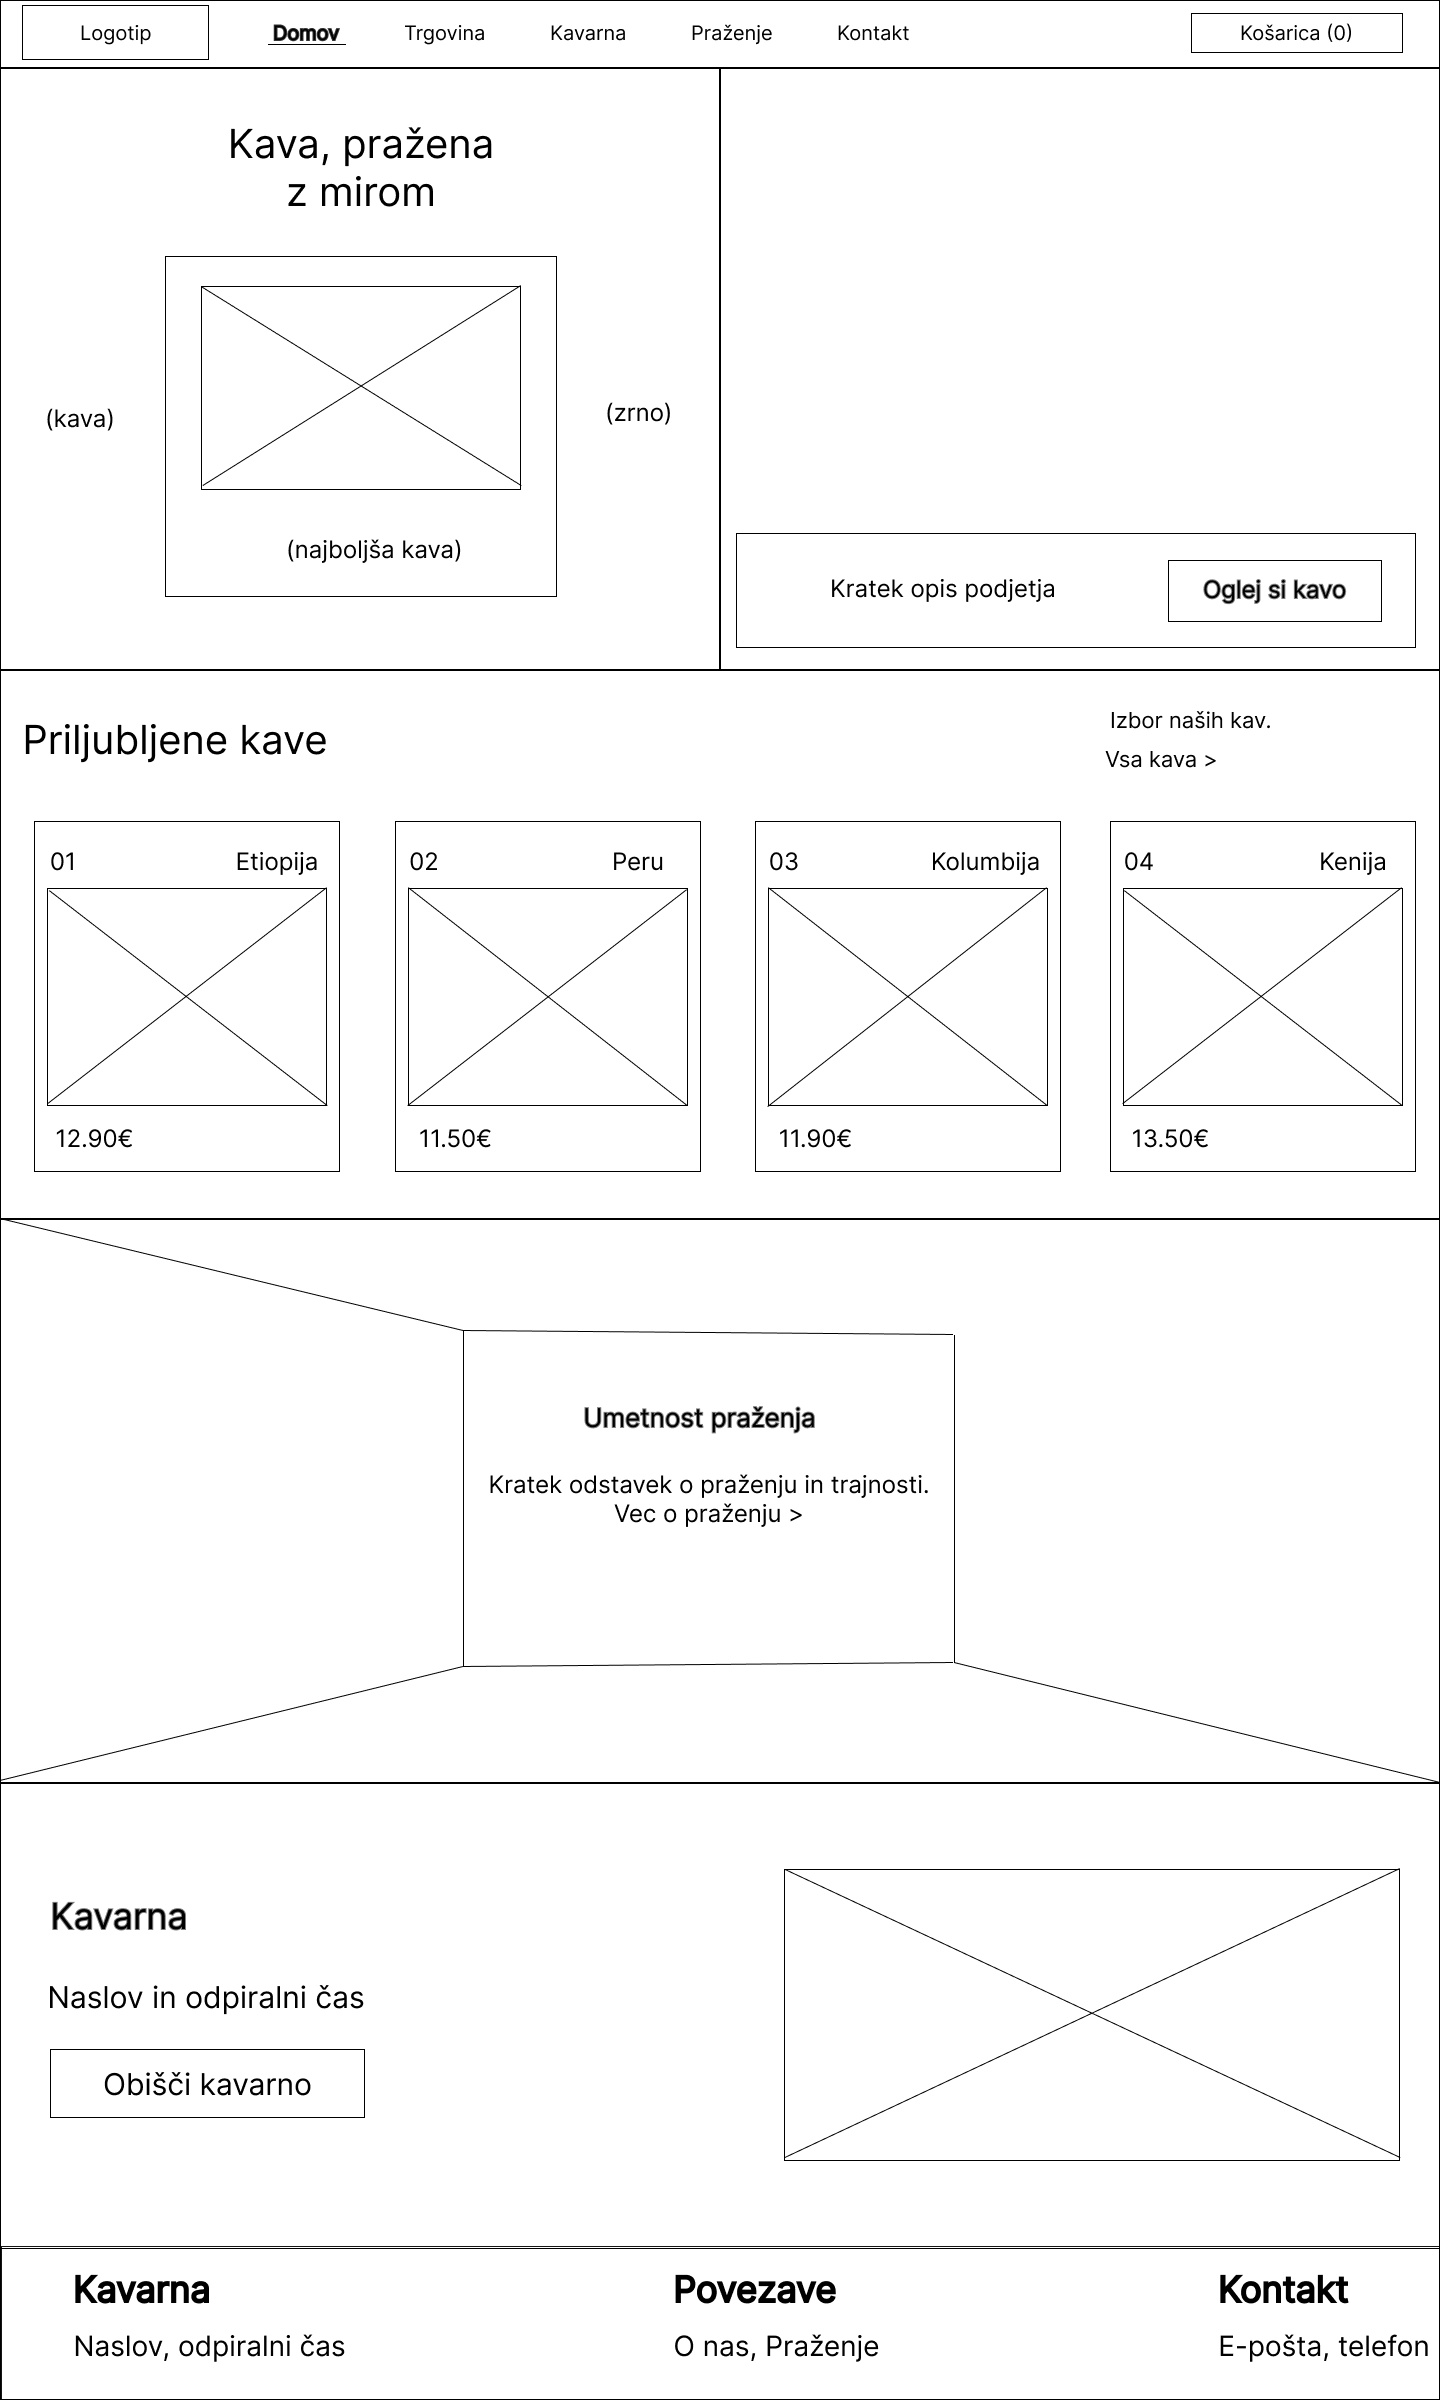 Logotip
Domov
Trgovina
Kavarna
Praženje
Kontakt
Košarica (0)
Kava, pražena
z mirom
(kava)
(zrno)
(najboljša kava)
Kratek opis podjetja
Oglej si kavo
Priljubljene kave
Izbor naših kav.
Vsa kava >
01
Etiopija
12.90€
02
Peru
11.50€
03
Kolumbija
11.90€
04
Kenija
13.50€
Umetnost praženja
Kratek odstavek o praženju in trajnosti.
Vec o praženju >
Kavarna
Naslov in odpiralni čas
Obišči kavarno
Kavarna
Naslov, odpiralni čas
Povezave
O nas, Praženje
Kontakt
E-pošta, telefon